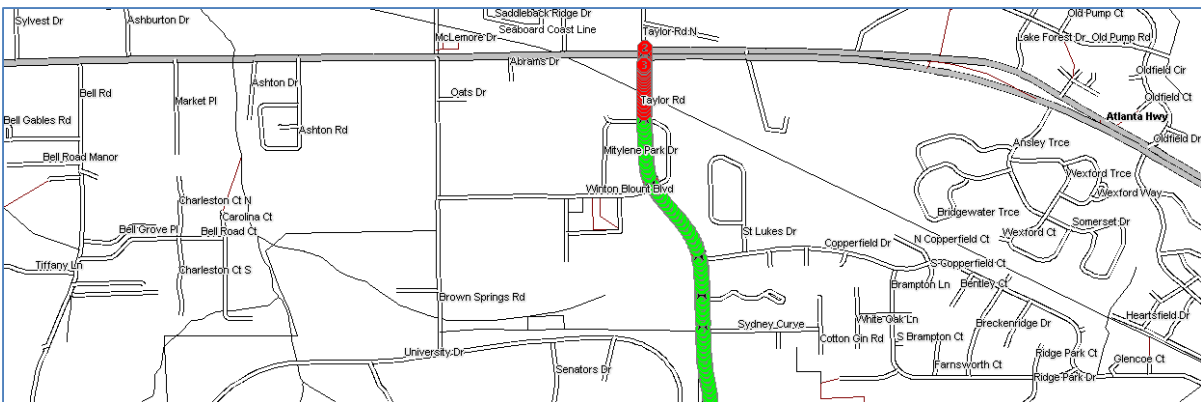 Sylvest Dr
Ashburton Dr
Saddleback Ridge Dr
Seaboard Coast Line
McLemore Dr
Taylor Rd N
Old Pump Ct
Lake Forest Dr
Old Pump Rd
Abrams Dr
Oldfield Cir
Bell Rd
Market Pl
Ashton Dr
Oats Dr
Taylor Rd
Oldfield Ct
Atlanta Hwy
Bell Gables Rd
Ashton Rd
Oldfield Dr
Ansley Trce
Mitylene Park Dr
Bell Road Manor
Wexford Trce
Winton Blount Blvd
Wexford Way
Charleston Ct N
Carolina Ct
Bridgewater Trce
Somerset Dr
Bell Grove Pl
Bell Road Ct
St Lukes Dr
Wexford Ct
Copperfield Dr
N Copperfield Ct
Tiffany Ln
Charleston Ct S
S Copperfield Ct
Brampton Ln
Bentley Ct
Brown Springs Rd
Heartsfield Dr
Sydney Curve
White Oak Ln
Breckenridge Dr
Cotton Gin Rd
S Brampton Ct
University Dr
Ridge Park Ct
Glencoe Ct
Senators Dr
Farnsworth Ct
Ridge Park Dr